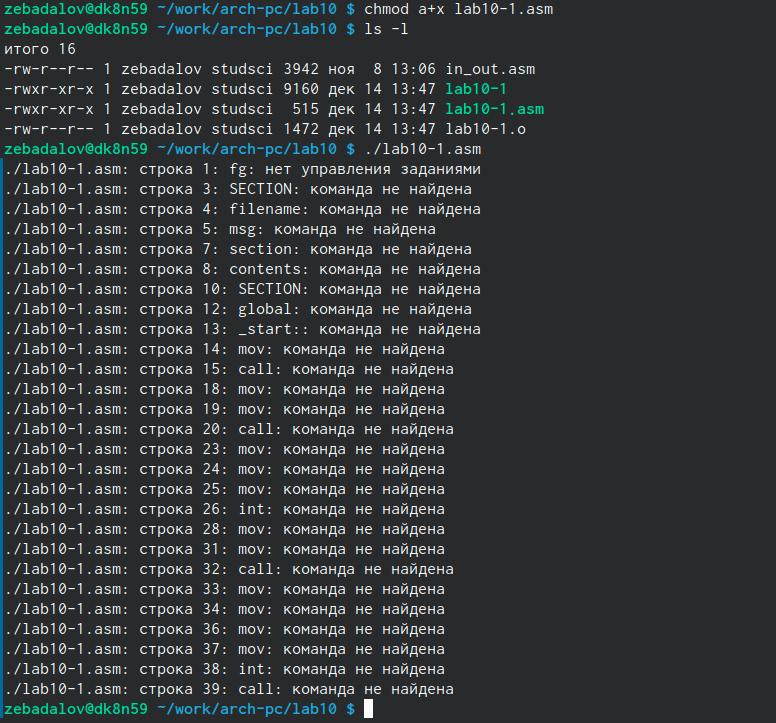 zebadalov@dk8n59 ~/work/arch-pc/lab10 $ chmod a+x lab10-1.asm
zebadalov@dk8n59 ~/work/arch-pc/lab10 $ ls -l
итого 16
-rw-r--r-- 1 zebadalov studsci 3942 ноя  8 13:06 in_out.asm
-rwxr-xr-x 1 zebadalov studsci 9160 дек 14 13:47 lab10-1
-rwxr-xr-x 1 zebadalov studsci  515 дек 14 13:47 lab10-1.asm
-rw-r--r-- 1 zebadalov studsci 1472 дек 14 13:47 lab10-1.o
zebadalov@dk8n59 ~/work/arch-pc/lab10 $ ./lab10-1.asm
./lab10-1.asm: строка 1: fg: нет управления заданиями
./lab10-1.asm: строка 3: SECTION: команда не найдена
./lab10-1.asm: строка 4: filename: команда не найдена
./lab10-1.asm: строка 5: msg: команда не найдена
./lab10-1.asm: строка 7: section: команда не найдена
./lab10-1.asm: строка 8: contents: команда не найдена
./lab10-1.asm: строка 10: SECTION: команда не найдена
./lab10-1.asm: строка 12: global: команда не найдена
./lab10-1.asm: строка 13: _start:: команда не найдена
./lab10-1.asm: строка 14: mov: команда не найдена
./lab10-1.asm: строка 15: call: команда не найдена
./lab10-1.asm: строка 18: mov: команда не найдена
./lab10-1.asm: строка 19: mov: команда не найдена
./lab10-1.asm: строка 20: call: команда не найдена
./lab10-1.asm: строка 23: mov: команда не найдена
./lab10-1.asm: строка 24: mov: команда не найдена
./lab10-1.asm: строка 25: mov: команда не найдена
./lab10-1.asm: строка 26: int: команда не найдена
./lab10-1.asm: строка 28: mov: команда не найдена
./lab10-1.asm: строка 31: mov: команда не найдена
./lab10-1.asm: строка 32: call: команда не найдена
./lab10-1.asm: строка 33: mov: команда не найдена
./lab10-1.asm: строка 34: mov: команда не найдена
./lab10-1.asm: строка 36: mov: команда не найдена
./lab10-1.asm: строка 37: mov: команда не найдена
./lab10-1.asm: строка 38: int: команда не найдена
./lab10-1.asm: строка 39: call: команда не найдена
zebadalov@dk8n59 ~/work/arch-pc/lab10 $